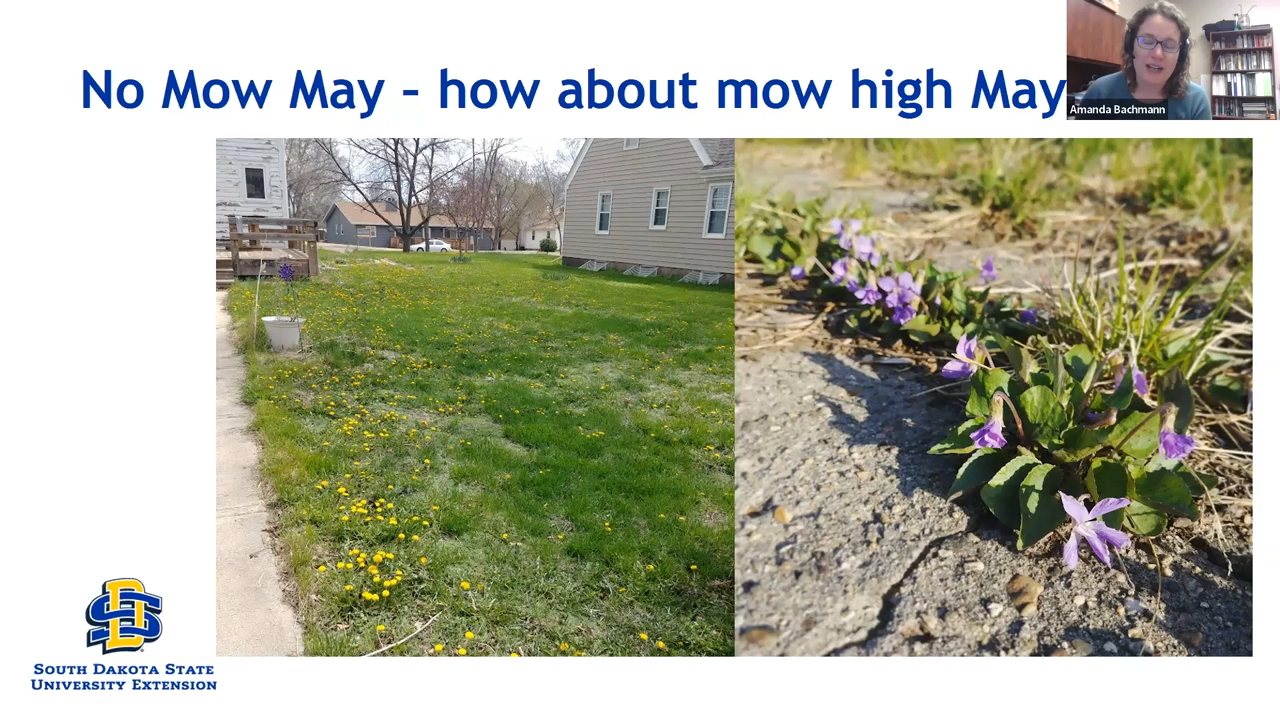 No Mow May – how about mow high May
Amanda Bachmann
SOUTH DAKOTA STATE
UNIVERSITY EXTENSION